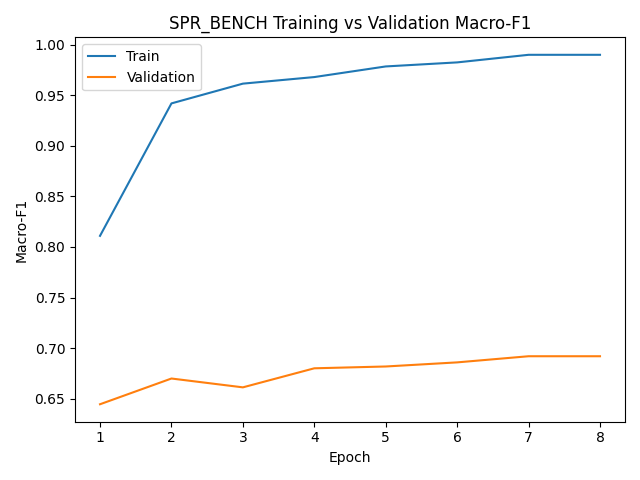 SPR_BENCH Training vs Validation Macro-F1
Train
Validation
1.00
0.95
0.90
0.85
0.80
0.75
0.70
0.65
Macro-F1
1 2 3 4 5 6 7 8
Epoch